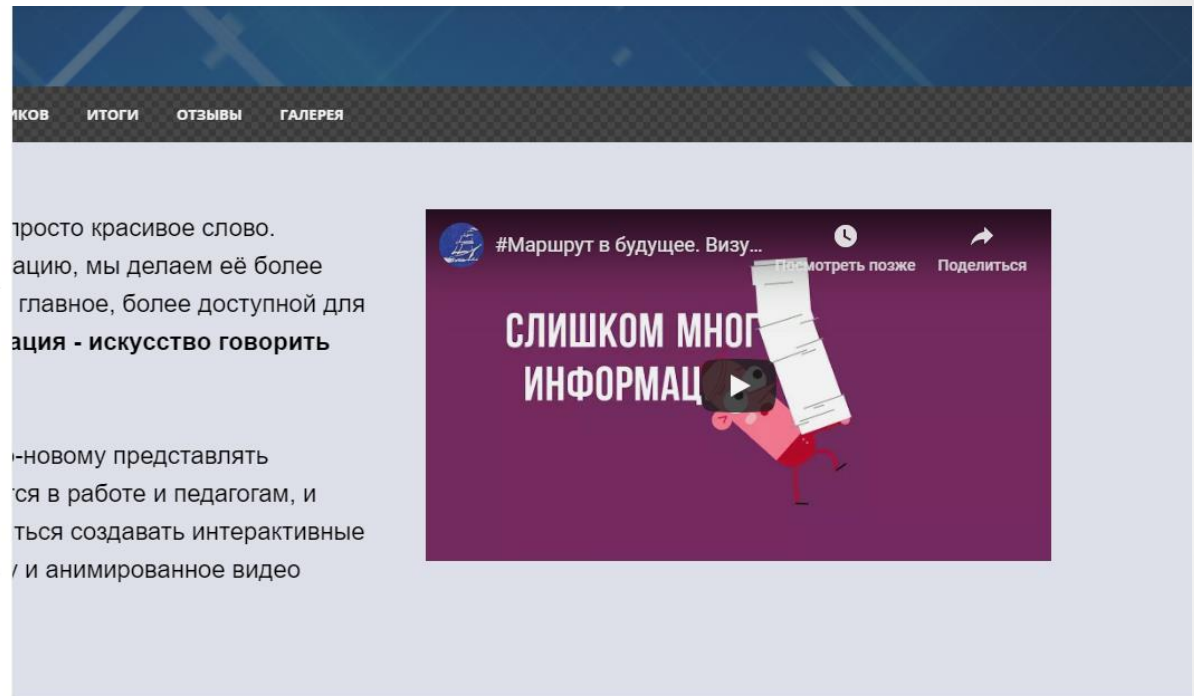 ИКОВ ИТОГИ ОТЗЫВЫ ГАЛЕРЕЯ
просто красивое слово.
ацию, мы делаем её более
главное, более доступной для
ация - искусство говорить
-новому представлять
тся в работе и педагогам, и
ться создавать интерактивные
у и анимированное видео
#Маршрут в будущее. Визу...
Посмотреть позже Поделиться
СЛИШКОМ МНОГ
ИНФОРМАЦ